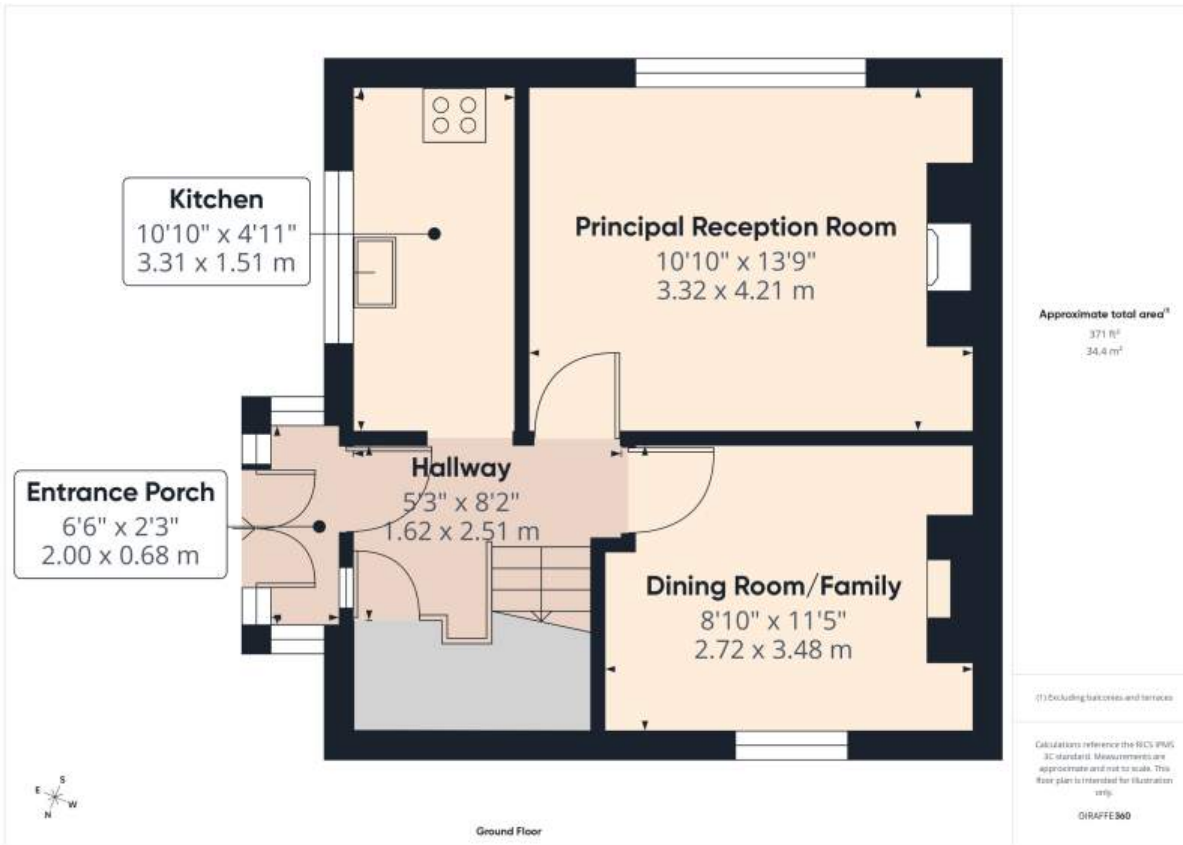 Kitchen
10'10" x 4'11"
3.31 x 1.51 m
Principal Reception Room
10'10" x 13'9"
3.32 x 4.21 m
Hallway
5'3" x 8'2"
1.62 x 2.51 m
Entrance Porch
6'6" x 2'3"
2.00 x 0.68 m
Dining Room/Family
8'10" x 11'5"
2.72 x 3.48 m
S
E
W
N
Ground Floor
Approximate total area(1)
371 ft²
34.4 m²
(1) Excluding balconies and terraces
Calculations reference the RICS IPMS
3C standard. Measurements are
approximate and not to scale. This
floor plan is intended for illustration
only.
GIRAFFE360